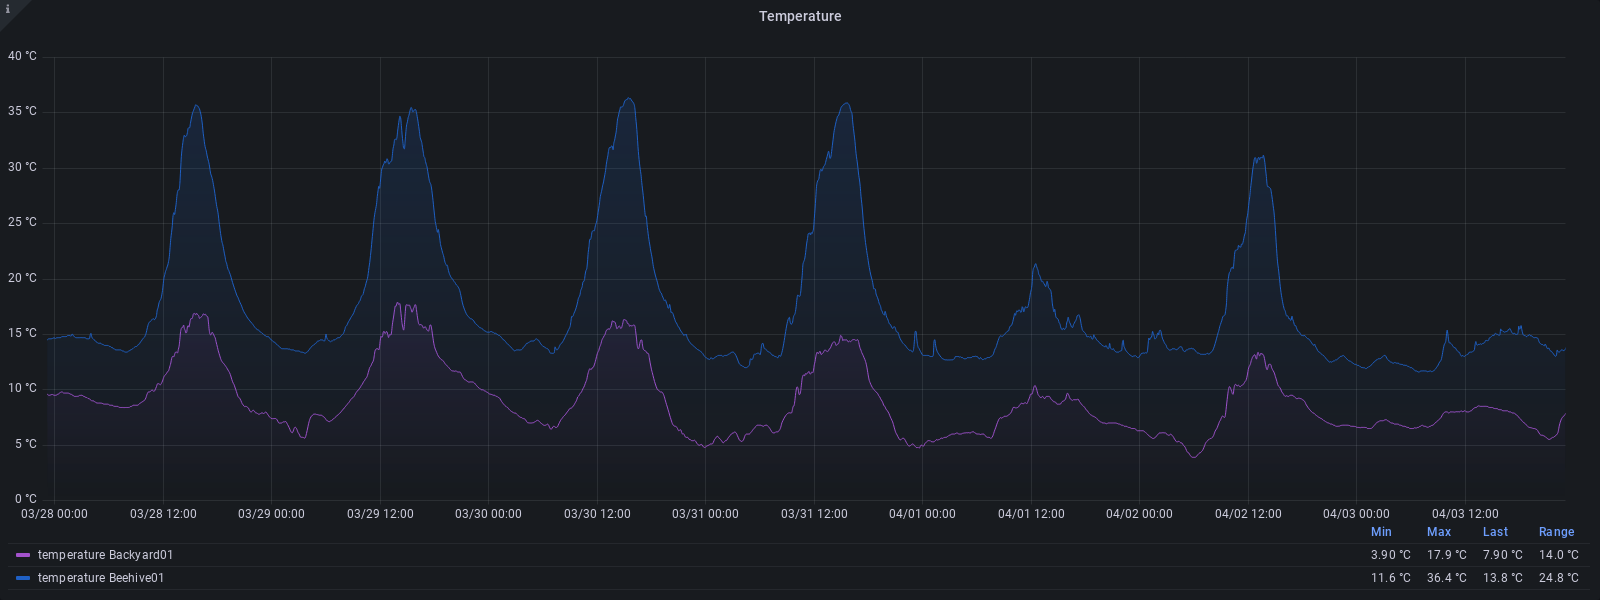 i
Temperature
40 °C
35 °C
30 °C
25 °C
20 °C
15 °C
10 °C
5 °C
0 °C
03/28 00:00 03/28 12:00 03/29 00:00 03/29 12:00 03/30 00:00 03/30 12:00 03/31 00:00 03/31 12:00 04/01 00:00 04/01 12:00 04/02 00:00 04/02 12:00 04/03 00:00 04/03 12:00
Min Max Last Range
temperature Backyard01 3.90 °C 17.9 °C 7.90 °C 14.0 °C
temperature Beehive01 11.6 °C 36.4 °C 13.8 °C 24.8 °C